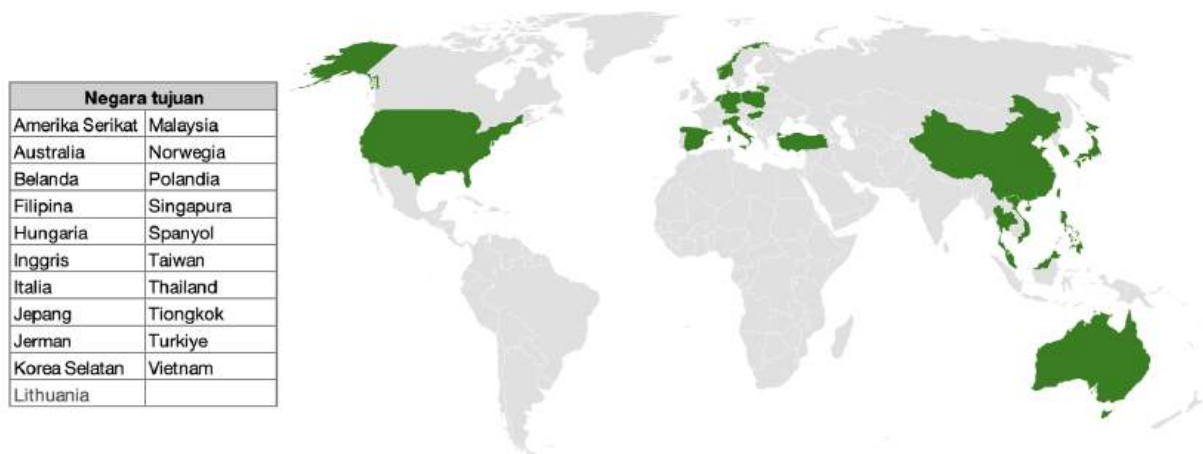 Negara tujuan
Amerika Serikat Malaysia
Australia Norwegia
Belanda Polandia
Filipina Singapura
Hungaria Spanyol
Inggris Taiwan
Italia Thailand
Jepang Tiongkok
Jerman Turkiye
Korea Selatan Vietnam
Lithuania